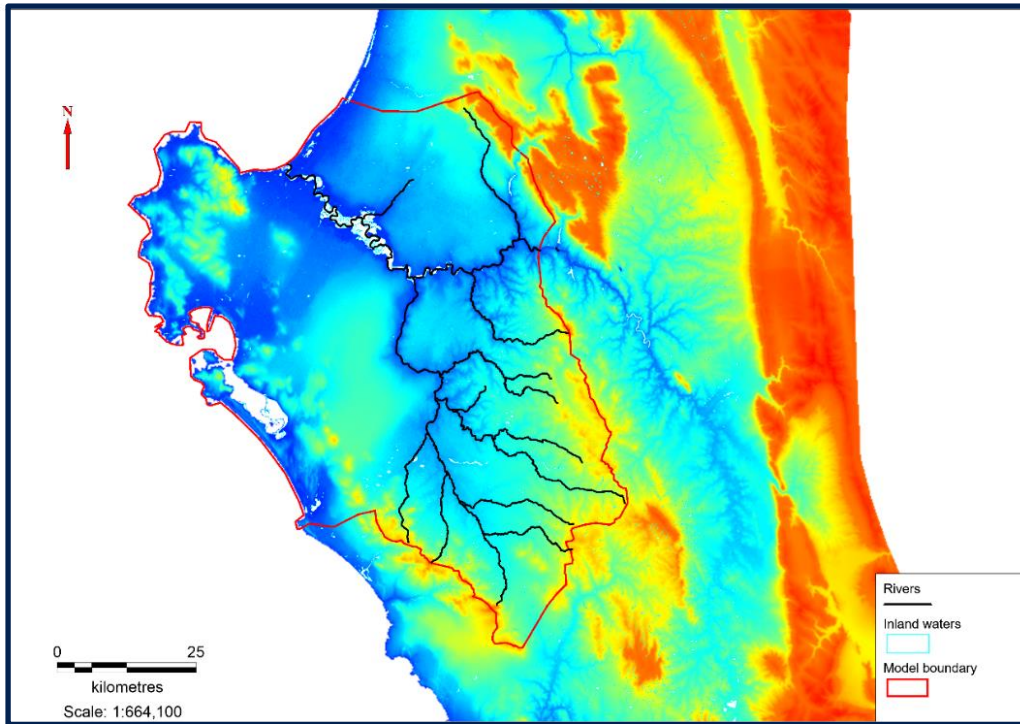 N
Rivers
Inland waters
Model boundary
0 25
kilometres
Scale: 1:664,100